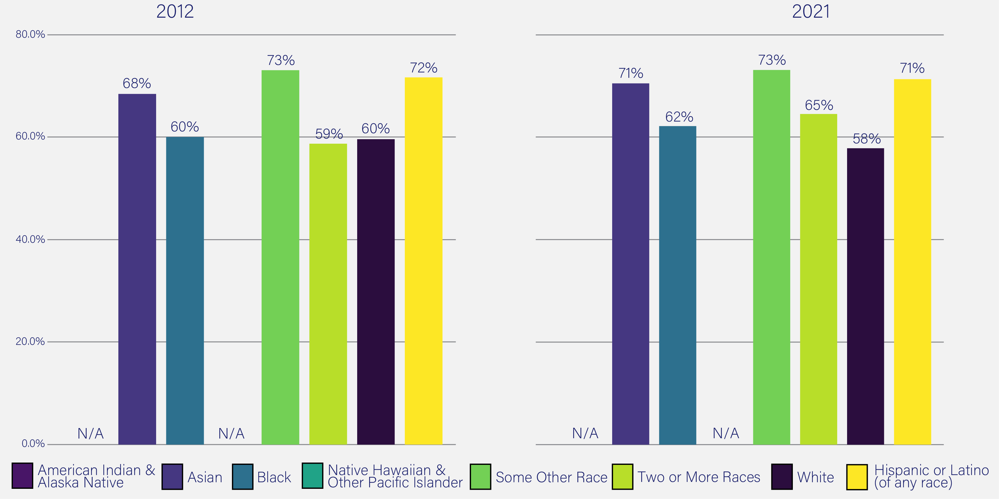 2012
2021
80.0%
60.0%
40.0%
20.0%
0.0%
N/A
68%
60%
N/A
73%
59%
60%
72%
N/A
71%
62%
N/A
73%
65%
58%
71%
American Indian &
Alaska Native
Asian
Black
Native Hawaiian &
Other Pacific Islander
Some Other Race
Two or More Races
White
Hispanic or Latino
(of any race)